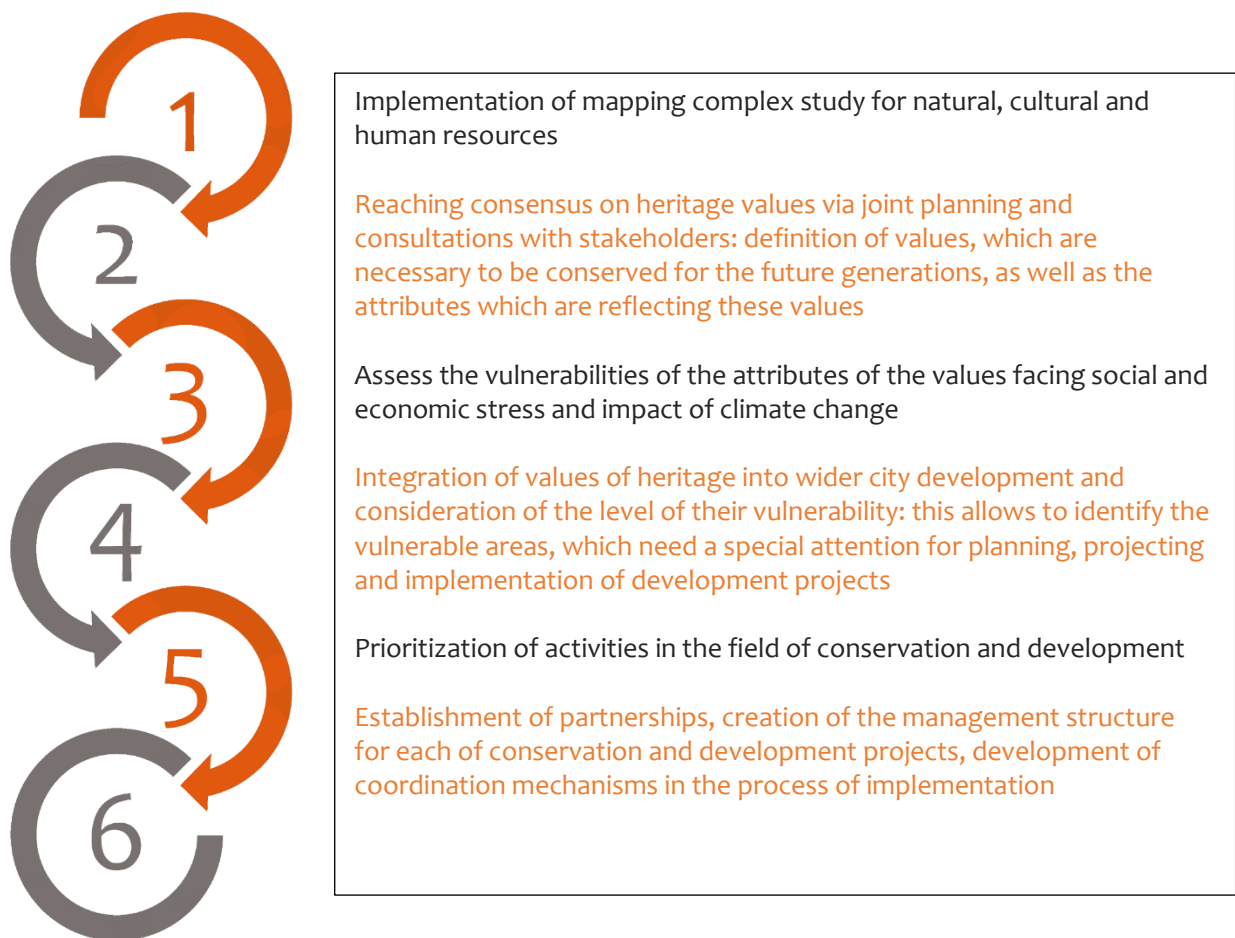 1
Implementation of mapping complex study for natural, cultural and
human resources
2
Reaching consensus on heritage values via joint planning and
consultations with stakeholders: definition of values, which are
necessary to be conserved for the future generations, as well as the
attributes which are reflecting these values
3
Assess the vulnerabilities of the attributes of the values facing social and
economic stress and impact of climate change
4
Integration of values of heritage into wider city development and
consideration of the level of their vulnerability: this allows to identify the
vulnerable areas, which need a special attention for planning, projecting
and implementation of development projects
5
Prioritization of activities in the field of conservation and development
6
Establishment of partnerships, creation of the management structure
for each of conservation and development projects, development of
coordination mechanisms in the process of implementation